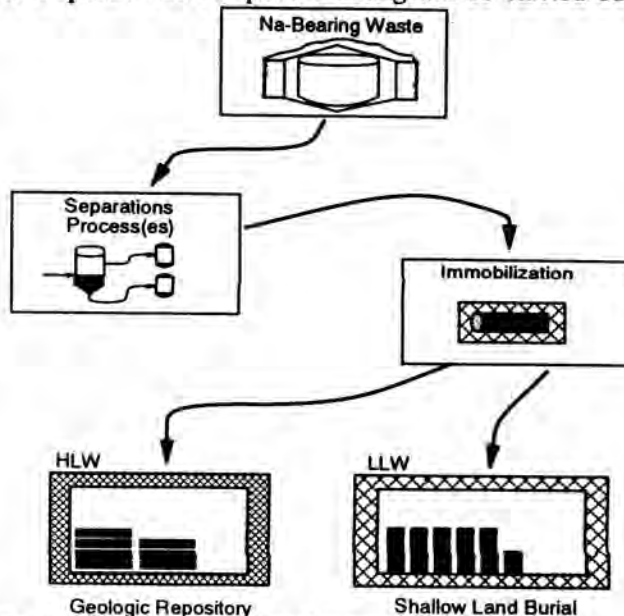 Na-Bearing Waste
Separations
Process(es)
Immobilization
HLW
LLW
Geologic Repository
Shallow Land Burial